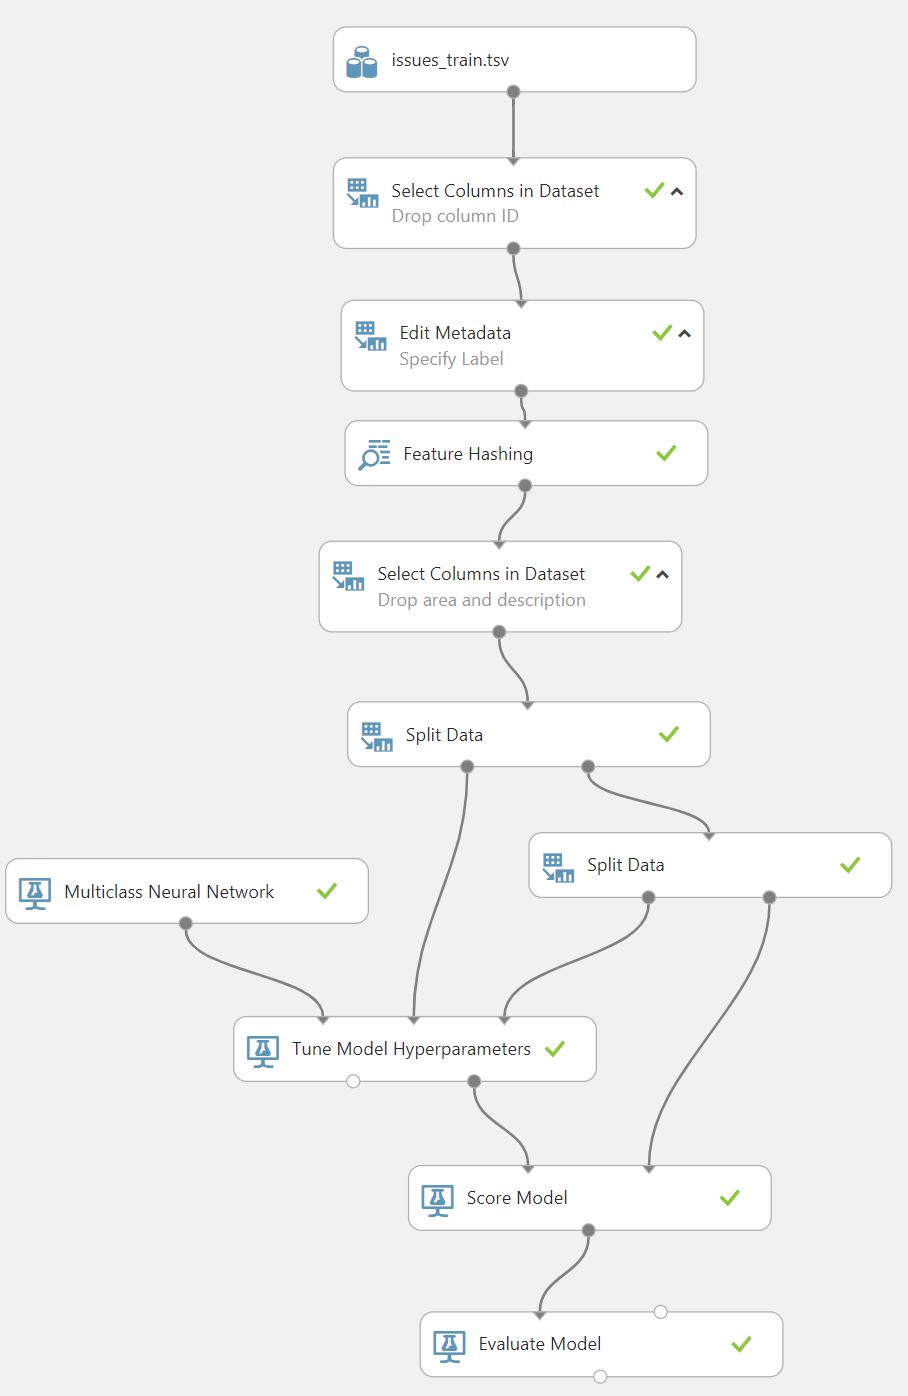 issues_train.tsv
Select Columns in Dataset
Drop column ID
Edit Metadata
Specify Label
Feature Hashing
Select Columns in Dataset
Drop area and description
Split Data
Split Data
Multiclass Neural Network
Tune Model Hyperparameters
Score Model
Evaluate Model